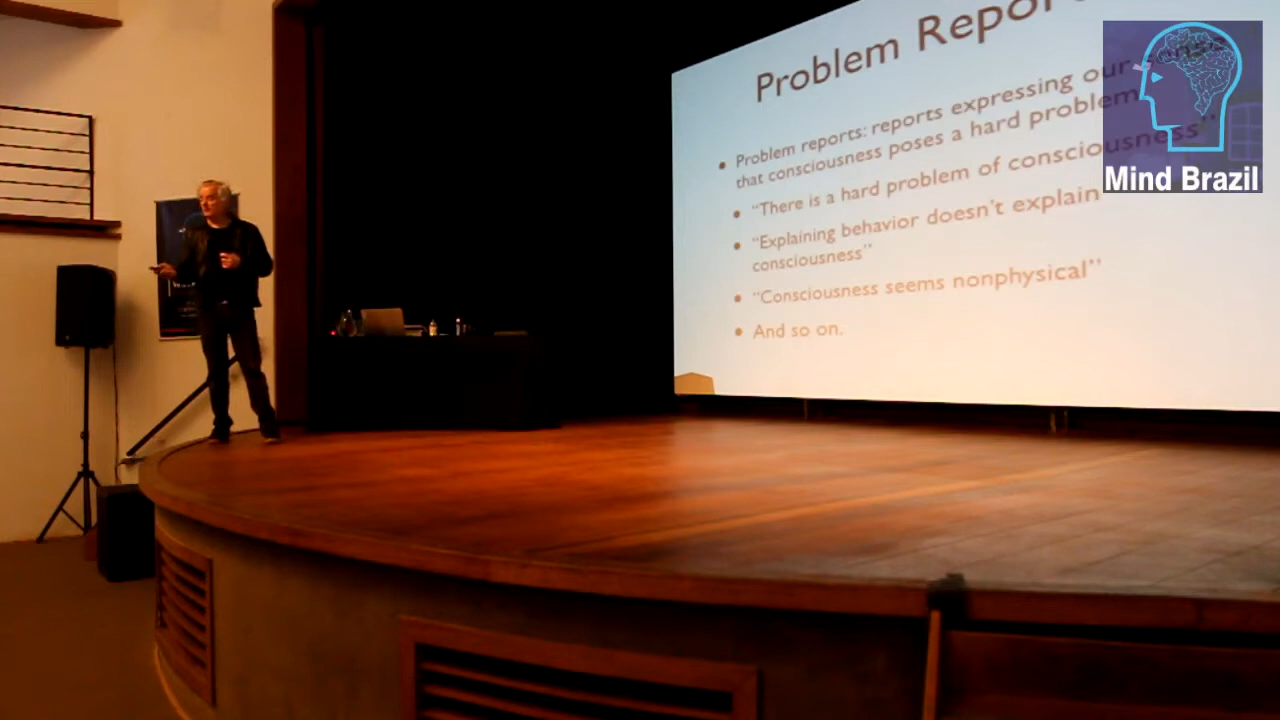 Problem Repor
Problem reports: reports expressing our sense
that consciousness poses a hard problem
“There is a hard problem of consciousness”
“Explaining behavior doesn’t explain
consciousness”
“Consciousness seems nonphysical”
And so on.
Mind Brazil